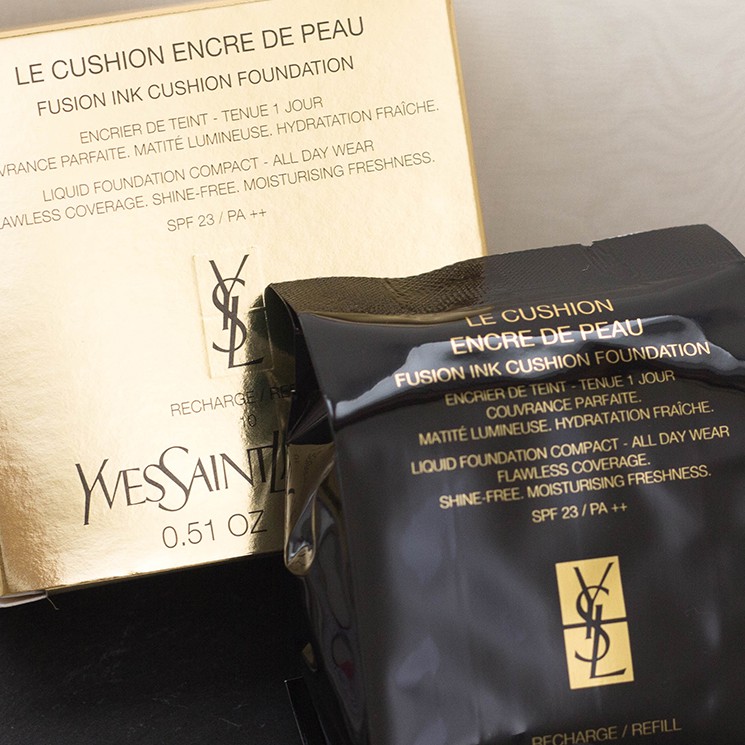 LE CUSHION ENCRE DE PEAU
FUSION INK CUSHION FOUNDATION
ENCRIER DE TEINT - TENUE 1 JOUR
PARFAITE. MATITÉ LUMINEUSE. HYDRATATION FRAÎCHE.
LIQUID FOUNDATION COMPACT - ALL DAY WEAR
COVERAGE. SHINE-FREE. MOISTURISING FRESHNESS.
SPF 23 / PA ++
YSL
RECHARGE /
10
YVESSAINT
0.51 OZ
LE CUSHION
ENCRE DE PEAU
FUSION INK CUSHION FOUNDATION
ENCRIER DE TEINT - TENUE 1 JOUR
COUVRANCE PARFAITE.
MATITÉ LUMINEUSE. HYDRATATION FRAÎCHE.
LIQUID FOUNDATION COMPACT - ALL DAY WEAR
FLAWLESS COVERAGE.
SHINE-FREE. MOISTURISING FRESHNESS.
SPF 23 / PA ++
YSL
RECHARGE / REFILL